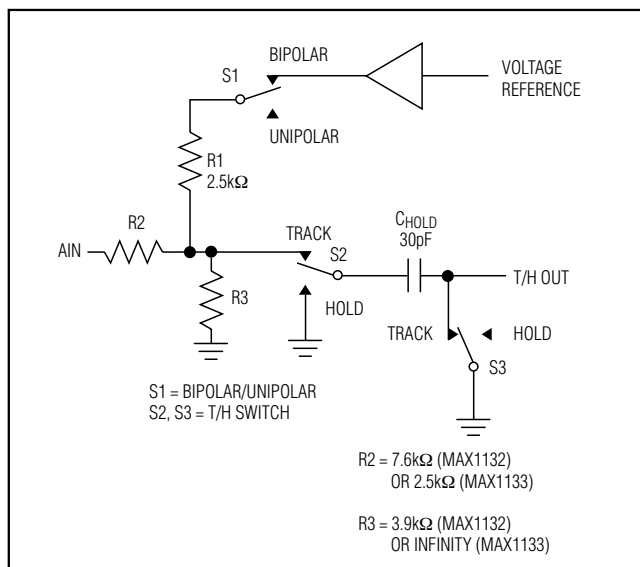 BIPOLAR
S1
VOLTAGE
REFERENCE
UNIPOLAR
R1
2.5kΩ
R2
TRACK
CHOLD
30pF
AIN
S2
T/H OUT
R3
HOLD
TRACK
HOLD
S3
S1 = BIPOLAR/UNIPOLAR
S2, S3 = T/H SWITCH
R2 = 7.6kΩ (MAX1132)
OR 2.5kΩ (MAX1133)
R3 = 3.9kΩ (MAX1132)
OR INFINITY (MAX1133)